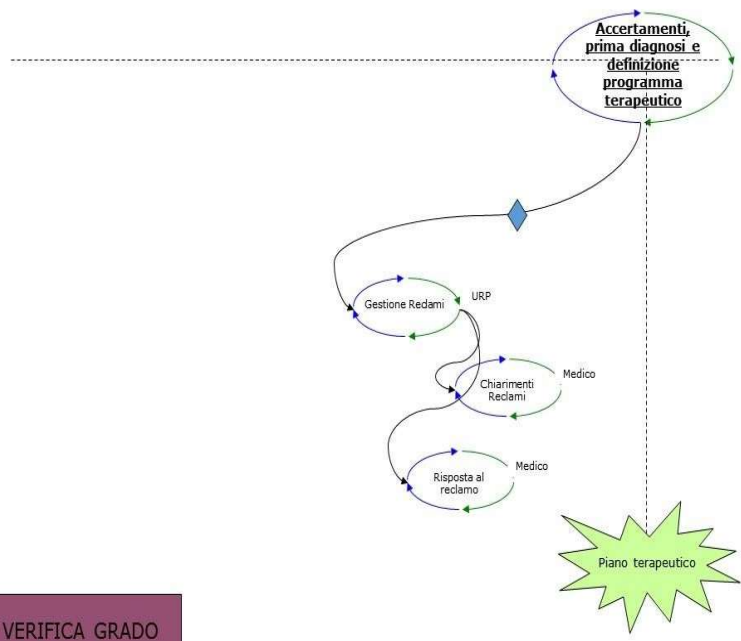 Accertamenti,
prima diagnosi e
definizione
programma
terapeutico
Gestione Reclami
URP
Chiarimenti
Reclami
Medico
Risposta al
reclamo
Medico
Piano terapeutico
VERIFICA GRADO